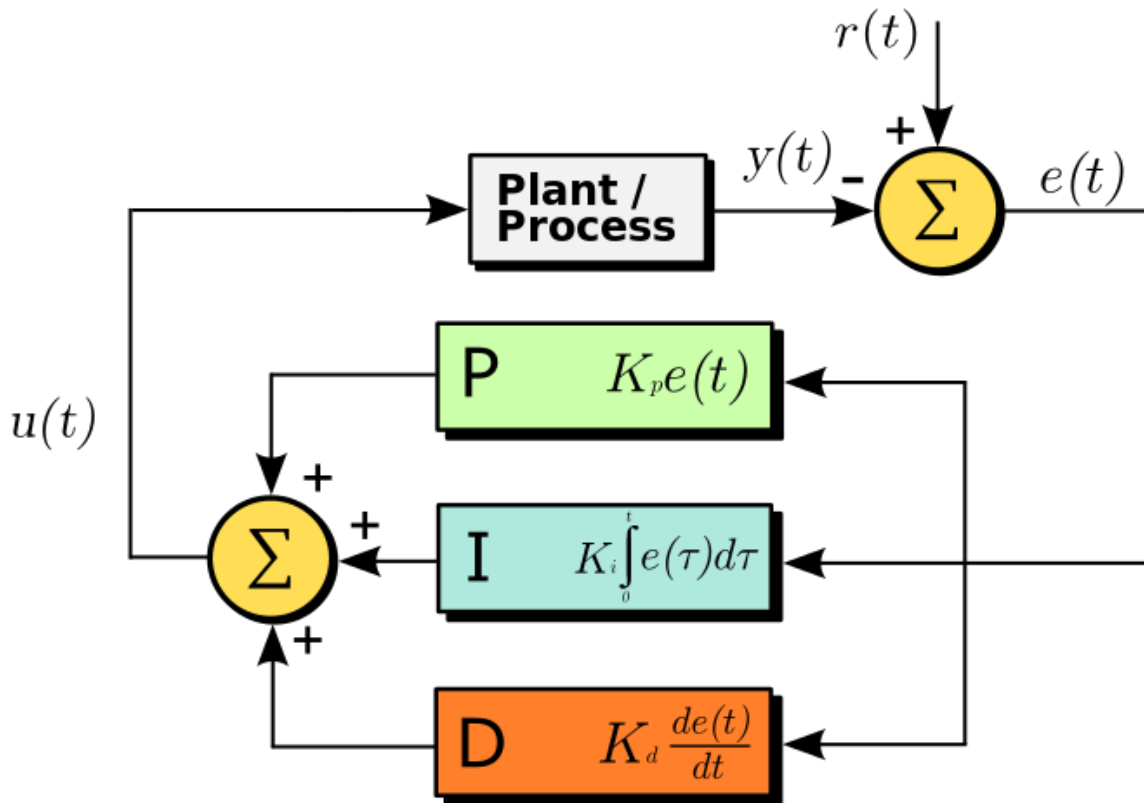 r(t)
+
y(t)
-
Σ
e(t)
Plant /
Process
u(t)
P K_p e(t)
+
+
Σ
I K_i ∫_0^t e(τ)dτ
+
D K_d de(t)/dt